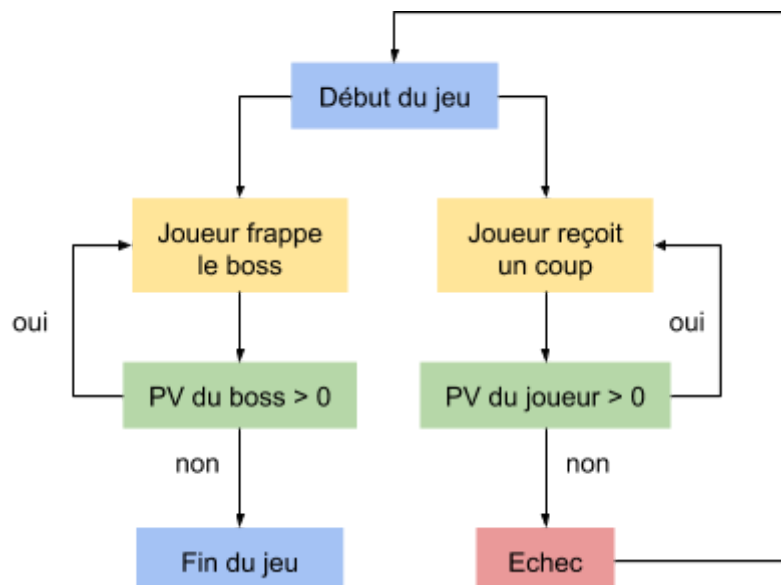 Début du jeu
Joueur frappe
le boss
Joueur reçoit
un coup
oui
oui
PV du boss > 0
PV du joueur > 0
non
non
Fin du jeu
Echec